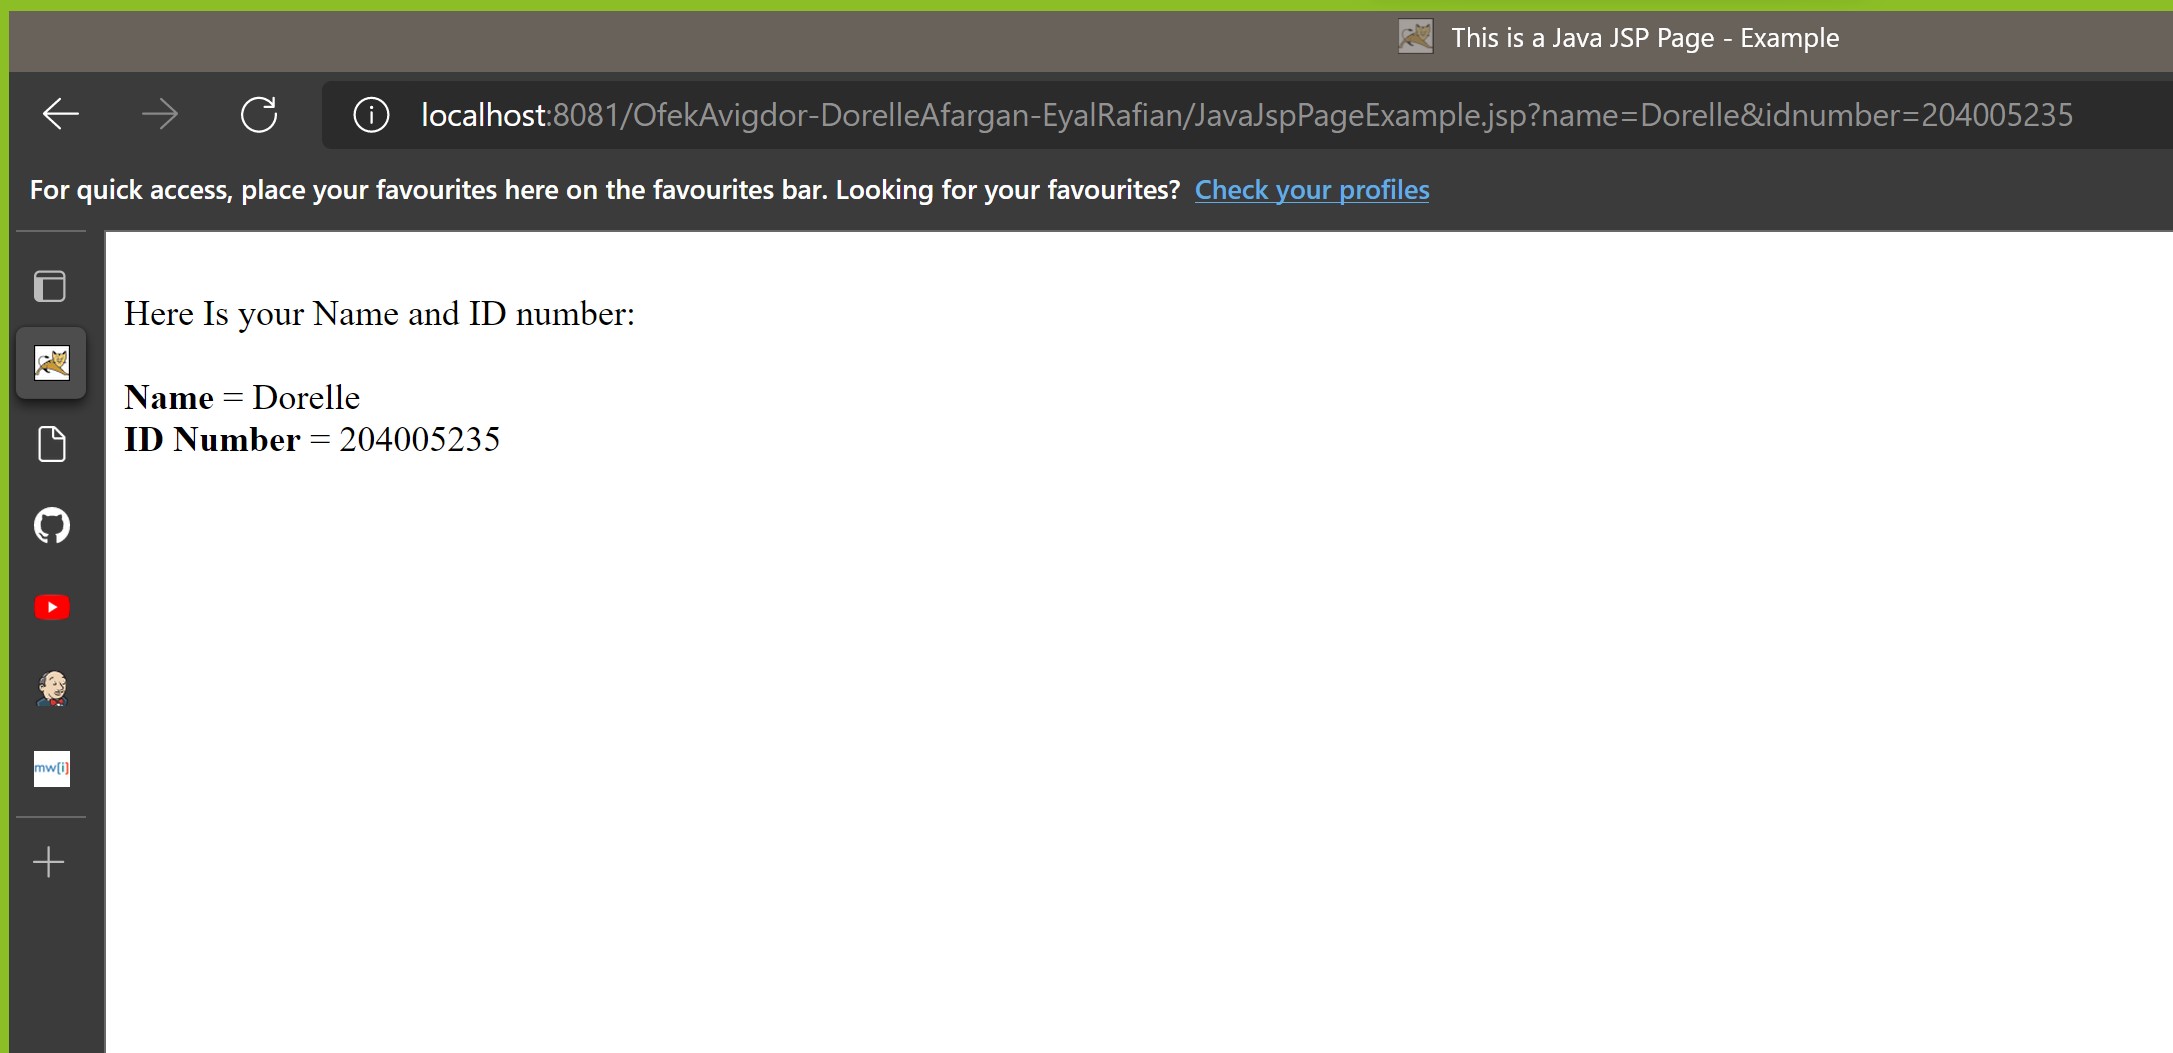 This is a Java JSP Page - Example
localhost:8081/OfekAvigdor-DorelleAfargan-EyalRafian/JavaJspPageExample.jsp?name=Dorelle&idnumber=204005235
For quick access, place your favourites here on the favourites bar. Looking for your favourites? Check your profiles
Here Is your Name and ID number:
Name = Dorelle
ID Number = 204005235
mw[i]